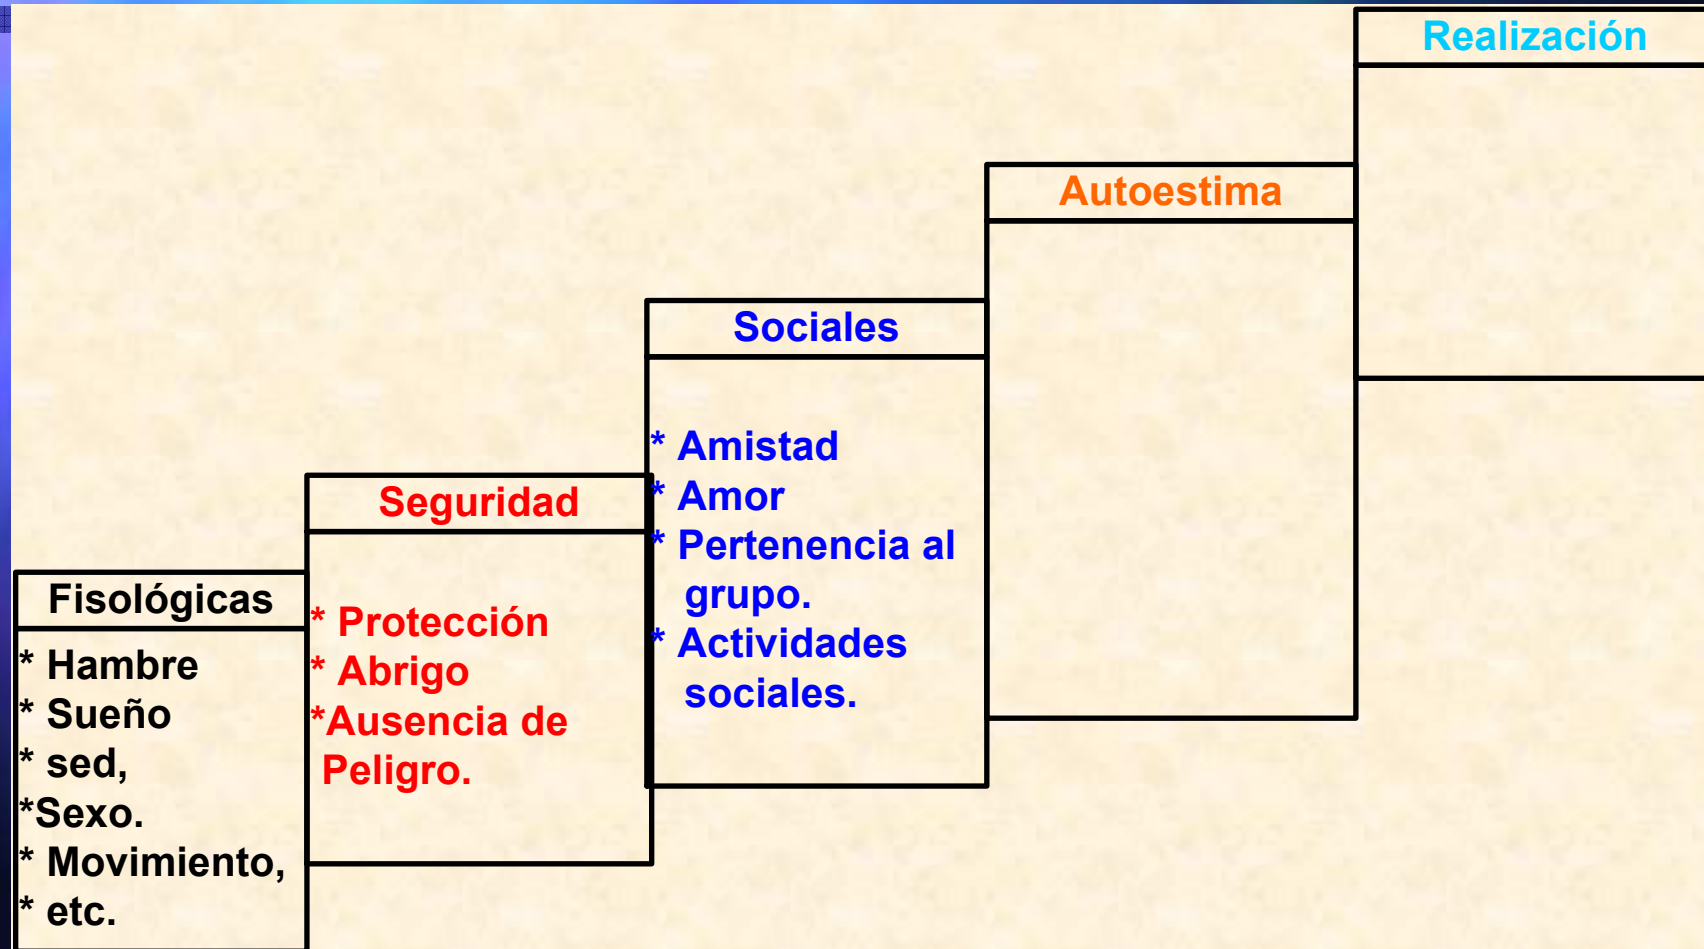 Fisológicas
* Hambre
* Sueño
* sed,
*Sexo.
* Movimiento,
* etc.
Seguridad
* Protección
* Abrigo
*Ausencia de
Peligro.
Sociales
* Amistad
* Amor
* Pertenencia al
grupo.
* Actividades
sociales.
Autoestima
Realización